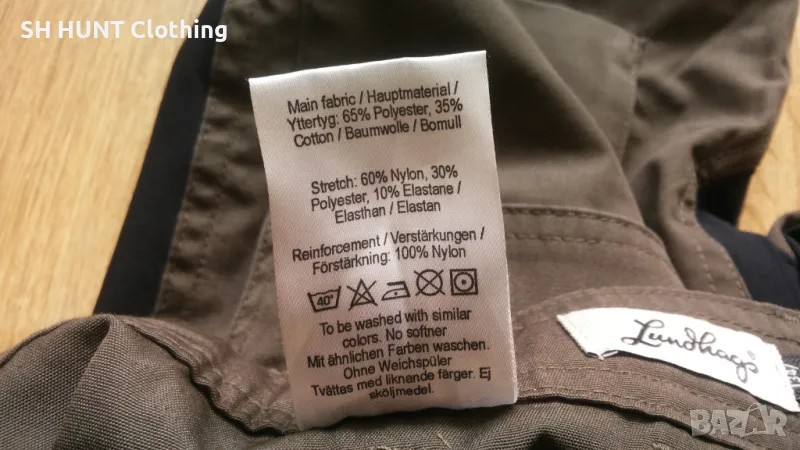 SH HUNT Clothing
Main fabric / Hauptmaterial /
Yttertyg: 65% Polyester, 35%
Cotton / Baumwolle / Bomull
Stretch: 60% Nylon, 30%
Polyester, 10% Elastane /
Elasthan / Elastan
Reinforcement / Verstärkungen /
Förstärkning: 100% Nylon
40°
To be washed with similar
colors. No softner
Mit ähnlichen Farben waschen.
Ohne Weichspüler
Tvättas med liknande färger. Ej
sköljmedel.
Lundhags
BAZAR